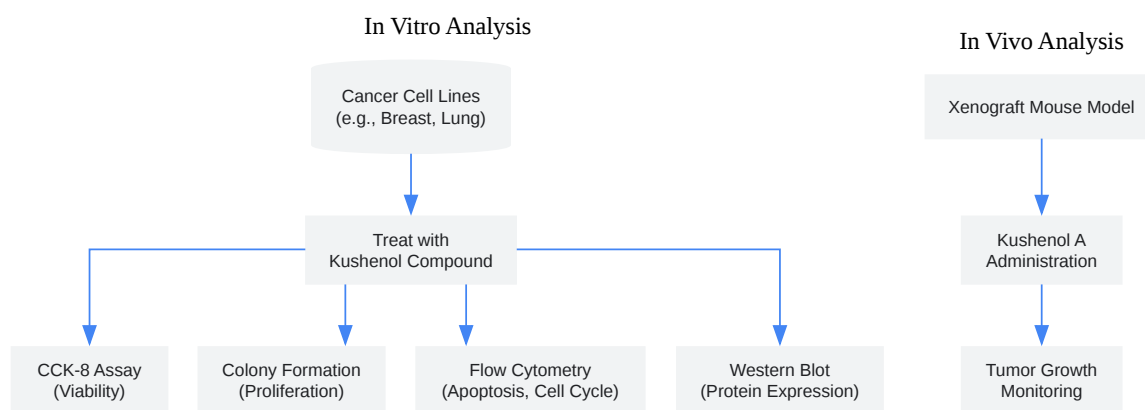 In Vitro Analysis
Cancer Cell Lines
(e.g., Breast, Lung)
Treat with
Kushenol Compound
CCK-8 Assay
(Viability)
Colony Formation
(Proliferation)
Flow Cytometry
(Apoptosis, Cell Cycle)
Western Blot
(Protein Expression)
In Vivo Analysis
Xenograft Mouse Model
Kushenol A
Administration
Tumor Growth
Monitoring